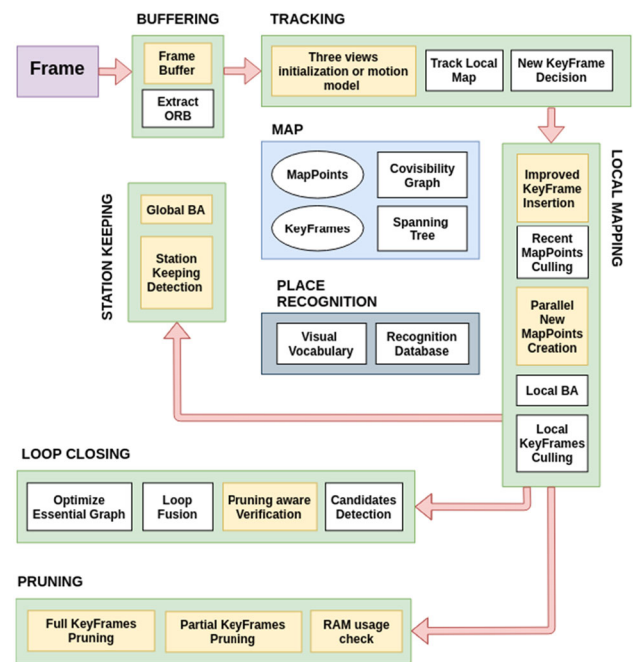 BUFFERING
TRACKING
Frame
Frame
Buffer
Extract
ORB
Three views
initialization or motion
model
Track Local
Map
New KeyFrame
Decision
MAP
MapPoints
Covisibility
Graph
KeyFrames
Spanning
Tree
LOCAL MAPPING
Improved
KeyFrame
Insertion
Recent
MapPoints
Culling
Parallel
New
MapPoints
Creation
Local BA
Local
KeyFrames
Culling
STATION KEEPING
Global BA
Station
Keeping
Detection
PLACE
RECOGNITION
Visual
Vocabulary
Recognition
Database
LOOP CLOSING
Optimize
Essential Graph
Loop
Fusion
Pruning aware
Verification
Candidates
Detection
PRUNING
Full KeyFrames
Pruning
Partial KeyFrames
Pruning
RAM usage
check